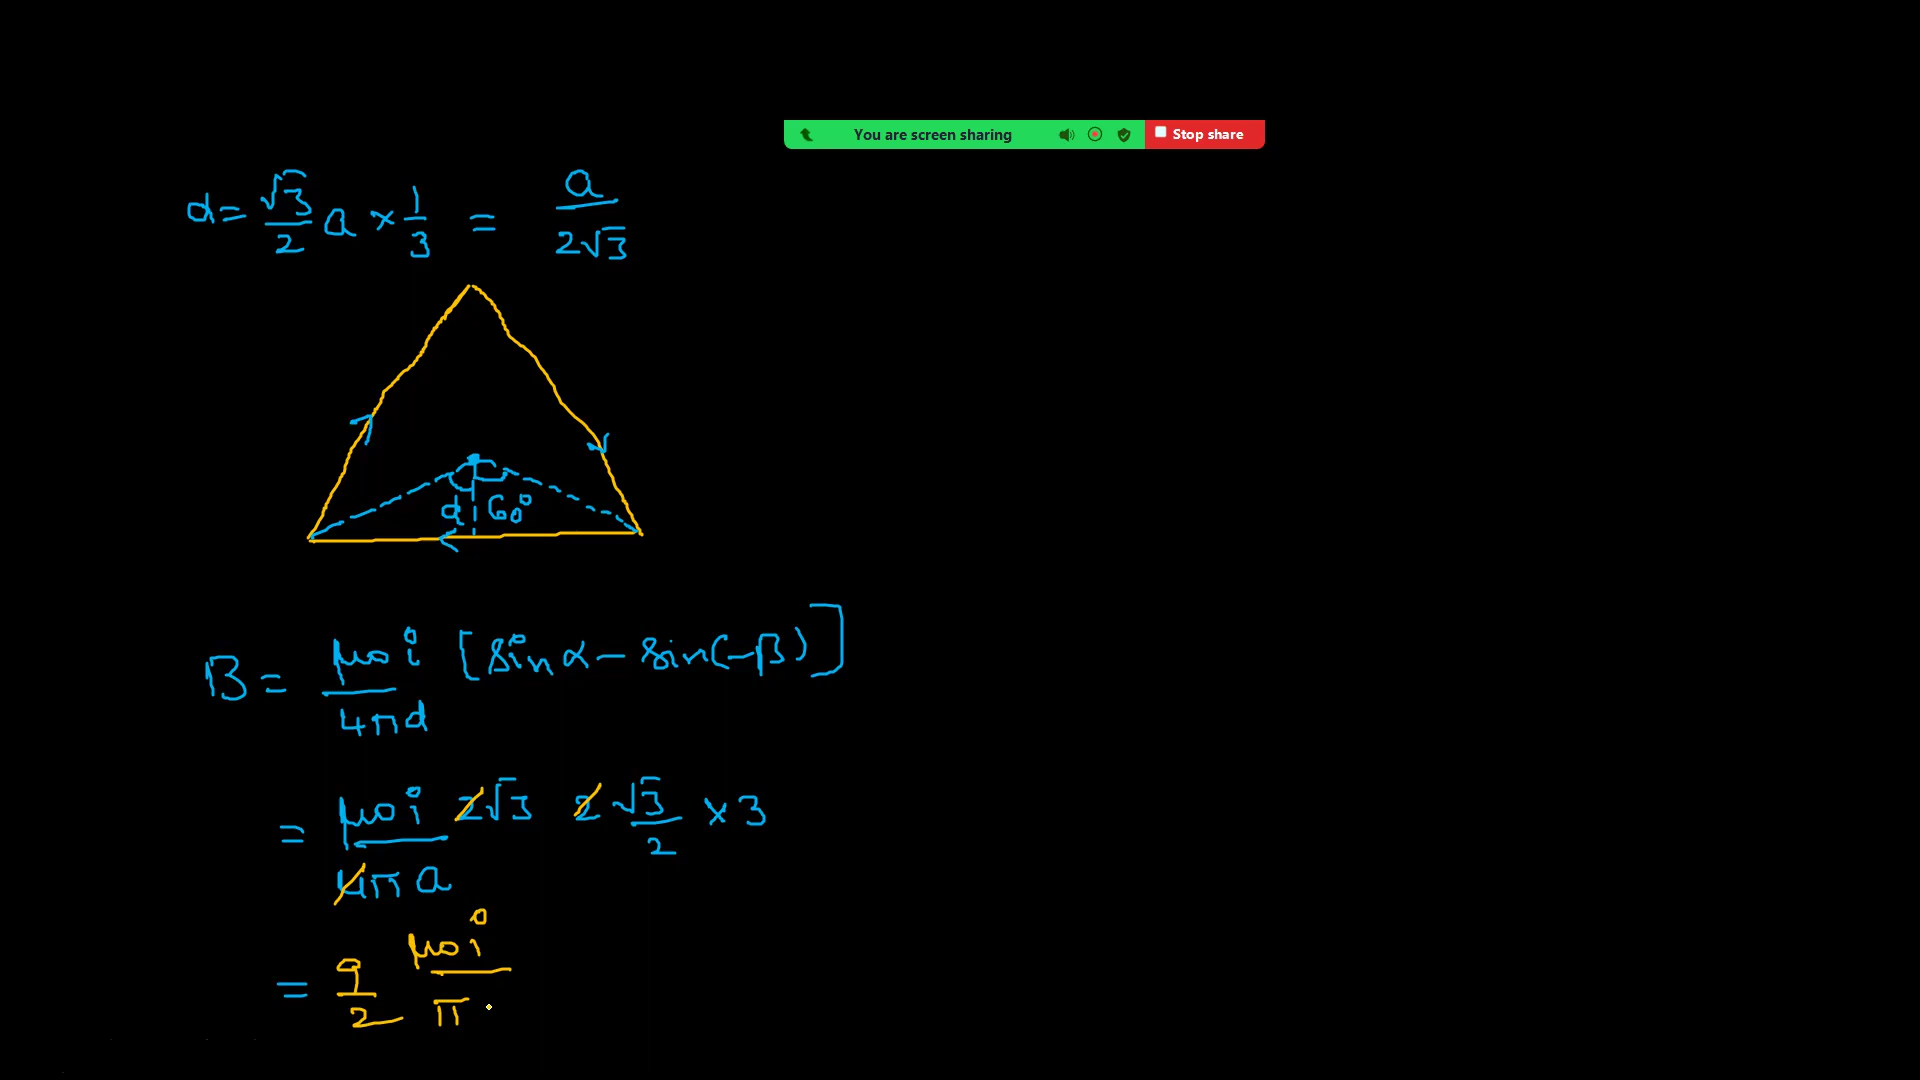 You are screen sharing Stop share
d = √3/2 a × 1/3 = a/2√3
d 60°
B = μ₀i/4πd [sinα − sin(−β)]
= μ₀i/4πa 2√3 2 √3/2 × 3
= 9/2 μ₀i/π